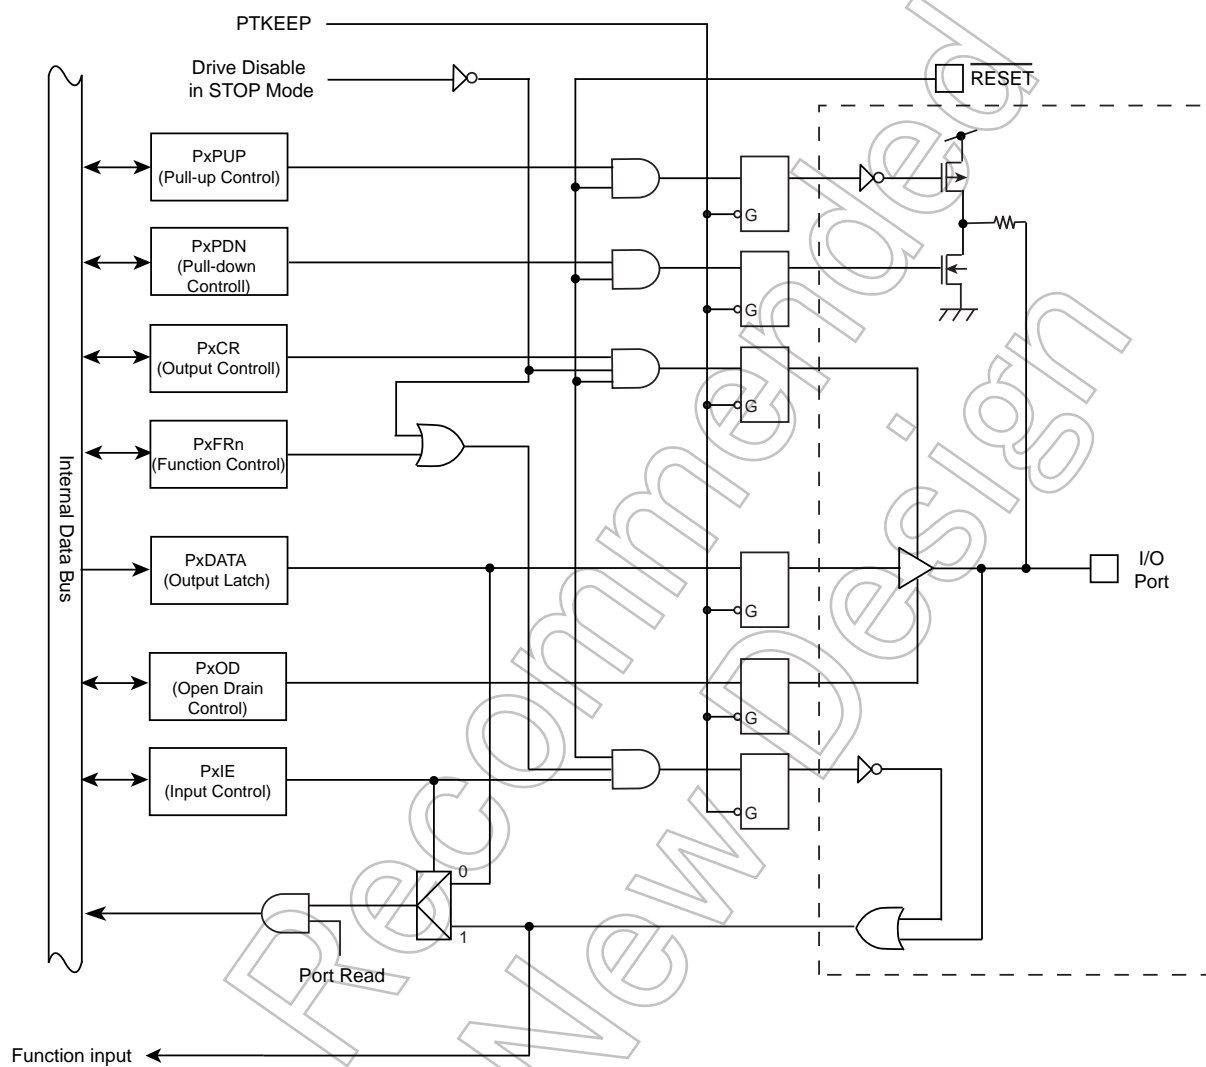 PTKEEP
Drive Disable
in STOP Mode
RESET
PxPUP
(Pull-up Control)
G
PxPDN
(Pull-down
Controll)
G
PxCR
(Output Controll)
G
PxFRn
(Function Control)
Internal Data Bus
PxDATA
(Output Latch)
G
I/O
Port
PxOD
(Open Drain
Control)
G
PxIE
(Input Control)
G
0
1
Port Read
Function input
Recommended
New Design